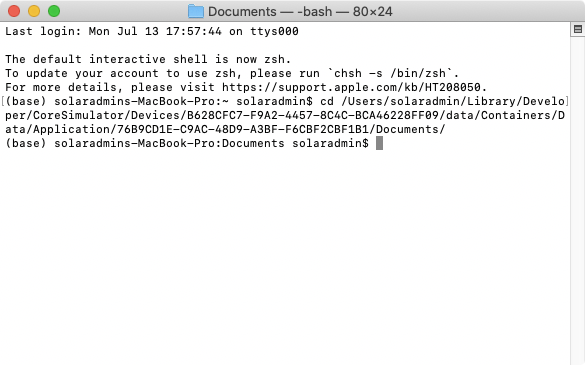 Documents — -bash — 80×24
Last login: Mon Jul 13 17:57:44 on ttys000
The default interactive shell is now zsh.
To update your account to use zsh, please run `chsh -s /bin/zsh`.
For more details, please visit https://support.apple.com/kb/HT208050.
[(base) solaradmins-MacBook-Pro:~ solaradmin$ cd /Users/solaradmin/Library/Develo]
per/CoreSimulator/Devices/B628CFC7-F9A2-4457-8C4C-BCA46228FF09/data/Containers/D
ata/Application/76B9CD1E-C9AC-48D9-A3BF-F6CBF2CBF1B1/Documents/
(base) solaradmins-MacBook-Pro:Documents solaradmin$